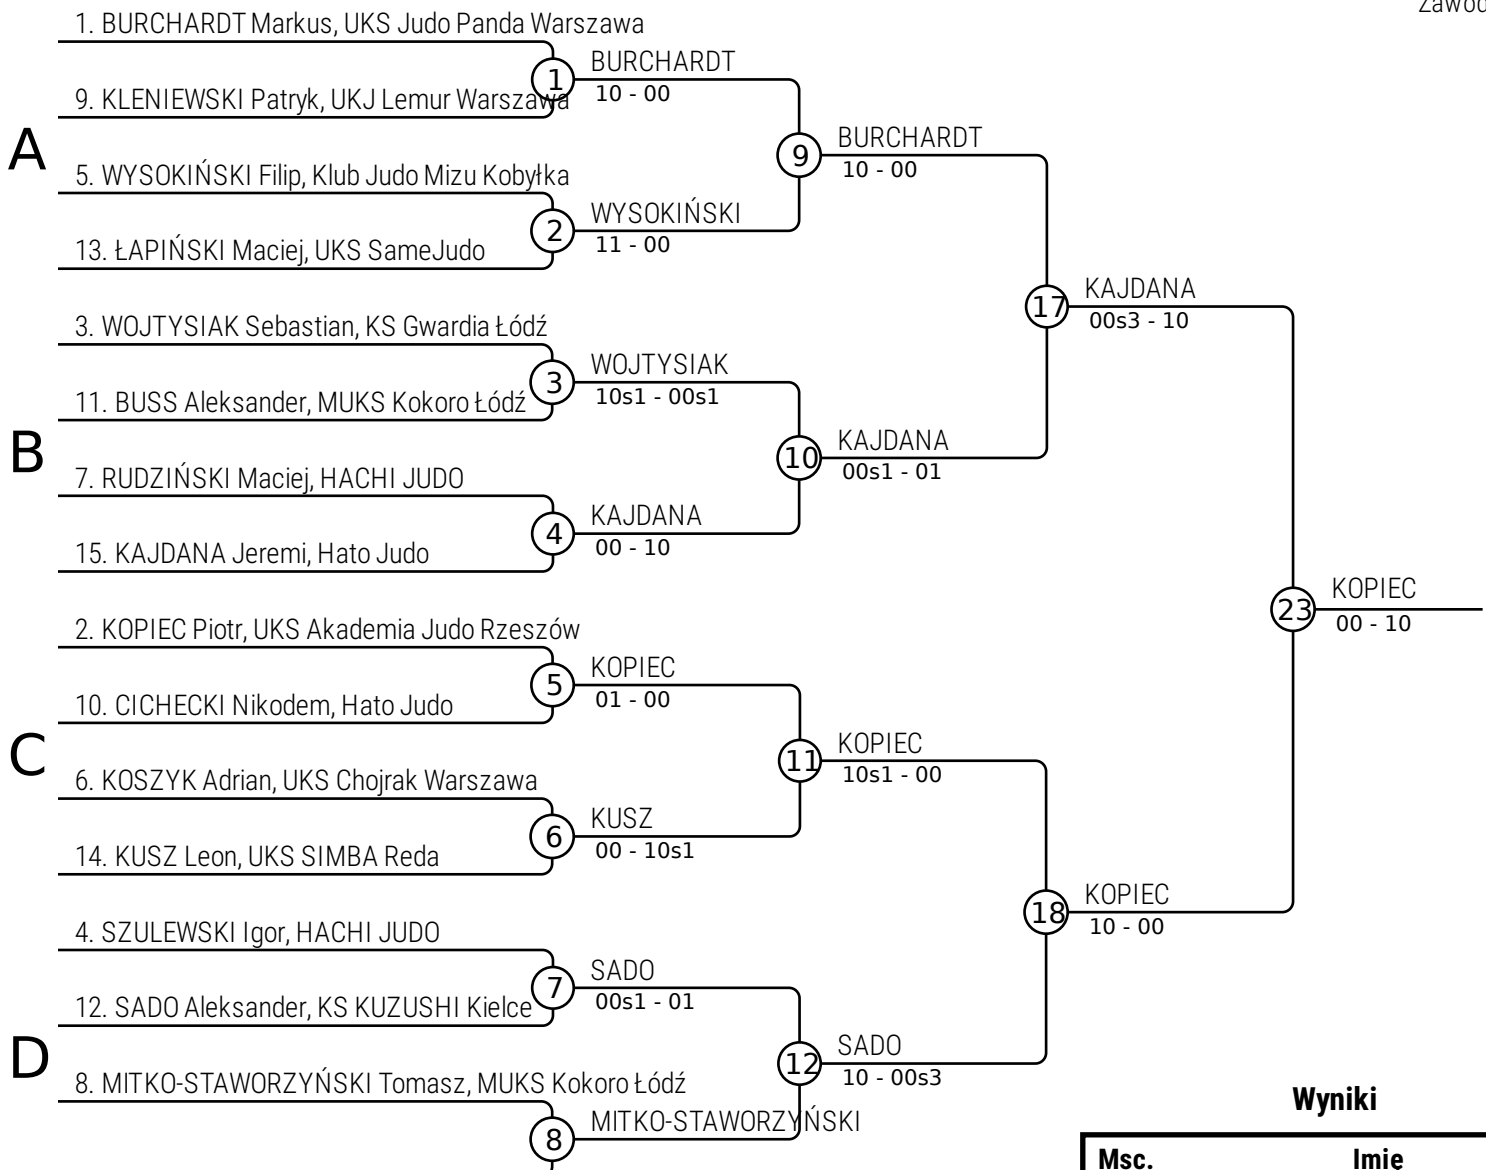 Zawod
1. BURCHARDT Markus, UKS Judo Panda Warszawa
1
BURCHARDT
10 - 00
9. KLENIEWSKI Patryk, UKJ Lemur Warszawa
A
9
BURCHARDT
10 - 00
5. WYSOKIŃSKI Filip, Klub Judo Mizu Kobyłka
2
WYSOKIŃSKI
11 - 00
13. ŁAPIŃSKI Maciej, UKS SameJudo
17
KAJDANA
00s3 - 10
3. WOJTYSIAK Sebastian, KS Gwardia Łódź
3
WOJTYSIAK
10s1 - 00s1
11. BUSS Aleksander, MUKS Kokoro Łódź
B
10
KAJDANA
00s1 - 01
7. RUDZIŃSKI Maciej, HACHI JUDO
4
KAJDANA
00 - 10
15. KAJDANA Jeremi, Hato Judo
23
KOPIEC
00 - 10
2. KOPIEC Piotr, UKS Akademia Judo Rzeszów
5
KOPIEC
01 - 00
10. CICHECKI Nikodem, Hato Judo
C
11
KOPIEC
10s1 - 00
6. KOSZYK Adrian, UKS Chojrak Warszawa
6
KUSZ
00 - 10s1
14. KUSZ Leon, UKS SIMBA Reda
18
KOPIEC
10 - 00
4. SZULEWSKI Igor, HACHI JUDO
7
SADO
00s1 - 01
12. SADO Aleksander, KS KUZUSHI Kielce
D
12
SADO
10 - 00s3
8. MITKO-STAWORZYŃSKI Tomasz, MUKS Kokoro Łódź
8
MITKO-STAWORZYŃSKI
Wyniki
Msc. Imię